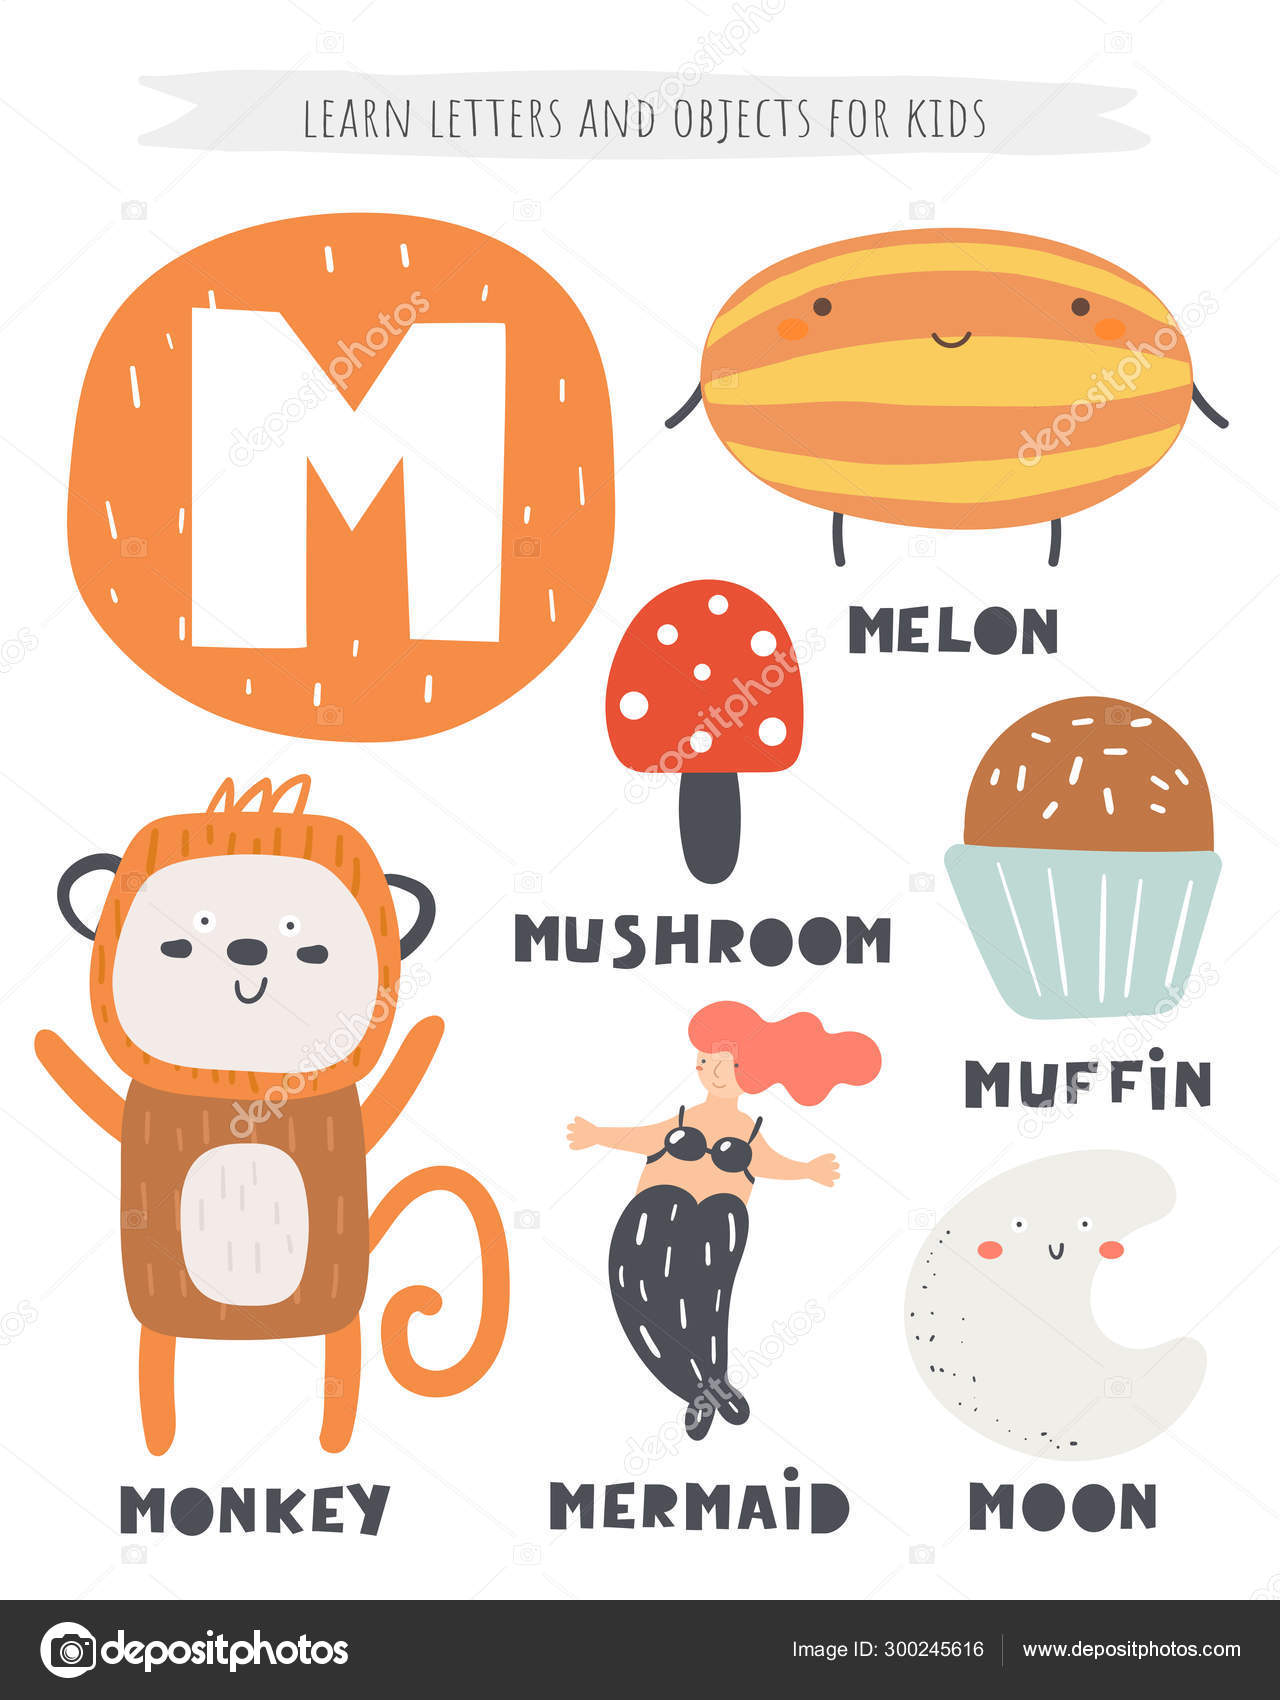 LEARN LETTERS AND OBJECTS FOR KIDS
M
MELON
MUSHROOM
MUFFiN
MONKEY
MERMAiD
MOON
depositphotos
Image ID: 300245616 | www.depositphotos.com